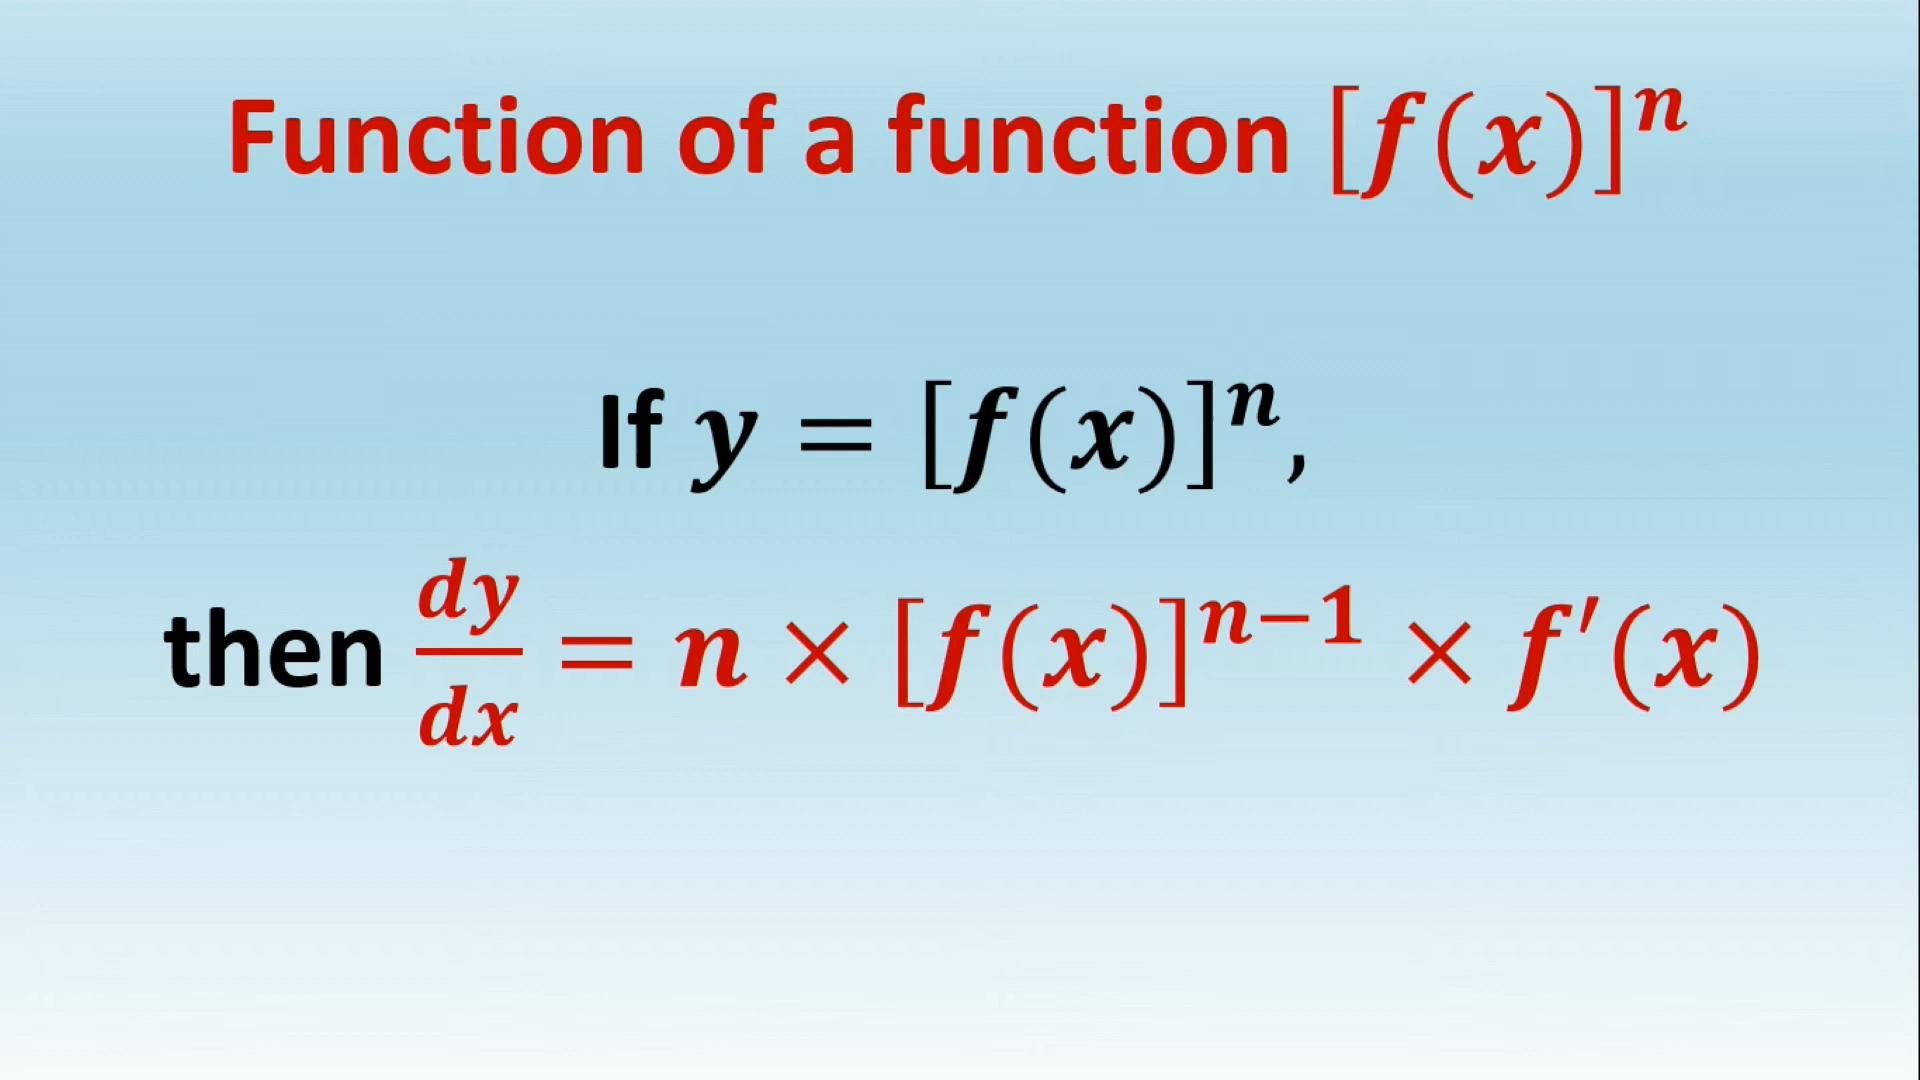 Function of a function [f(x)]ⁿ
If y = [f(x)]ⁿ,
then dy/dx = n × [f(x)]ⁿ⁻¹ × f′(x)